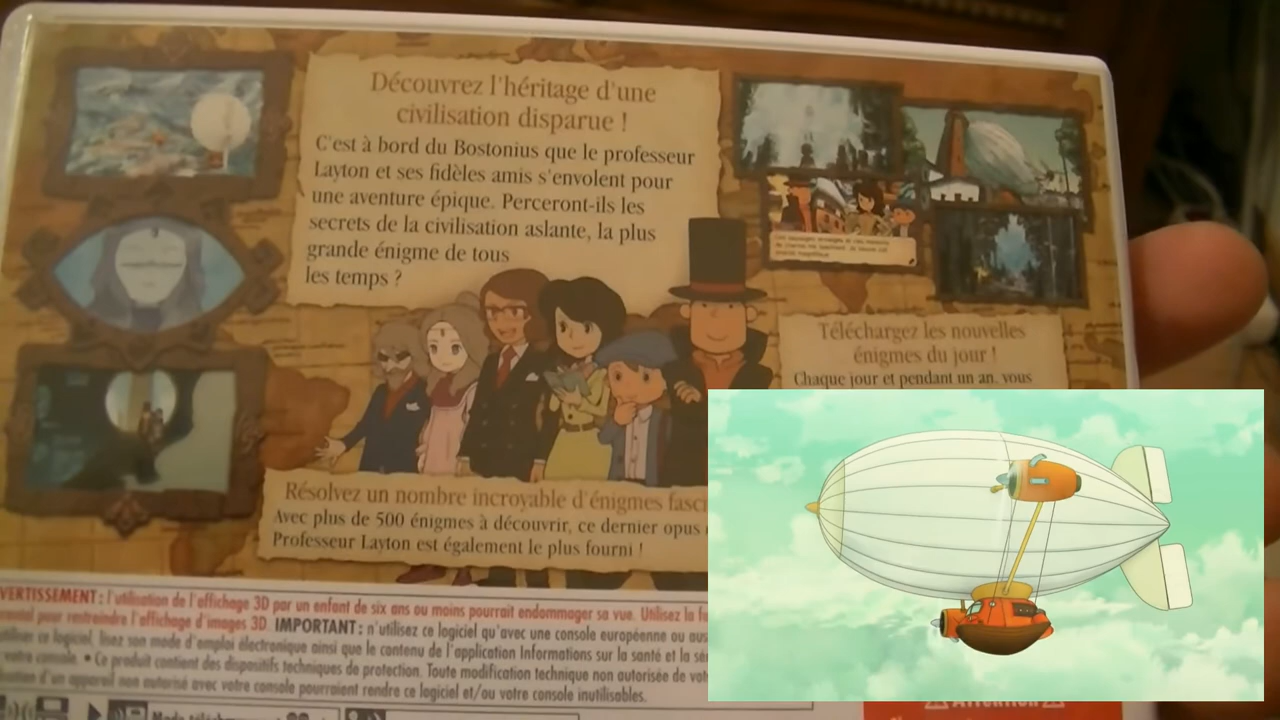 Découvrez l'héritage d'une
civilisation disparue !
C'est à bord du Bostonius que le professeur
Layton et ses fidèles amis s'envolent pour
une aventure épique. Perceront-ils les
secrets de la civilisation aslante, la plus
grande énigme de tous
les temps ?
Téléchargez les nouvelles
énigmes du jour !
Chaque jour et pendant un an, vous
Résolvez un nombre incroyable d'énigmes fasci
Avec plus de 500 énigmes à découvrir, ce dernier opus
Professeur Layton est également le plus fourni !
VERTISSEMENT : l'utilisation de l'affichage 3D par un enfant de six ans ou moins pourrait endommager sa vue. Utilisez la
pour restreindre l'affichage d'images 3D. IMPORTANT : n'utilisez ce logiciel qu'avec une console européenne ou
utiliser ce logiciel, lisez son mode d'emploi électronique ainsi que le contenu de l'application Informations sur la santé et la
votre console. • Ce produit contient des dispositifs techniques de protection. Toute modification technique non autorisée de
d'un appareil non autorisé avec votre console pourraient rendre ce logiciel et/ou votre console inutilisables.
Attention